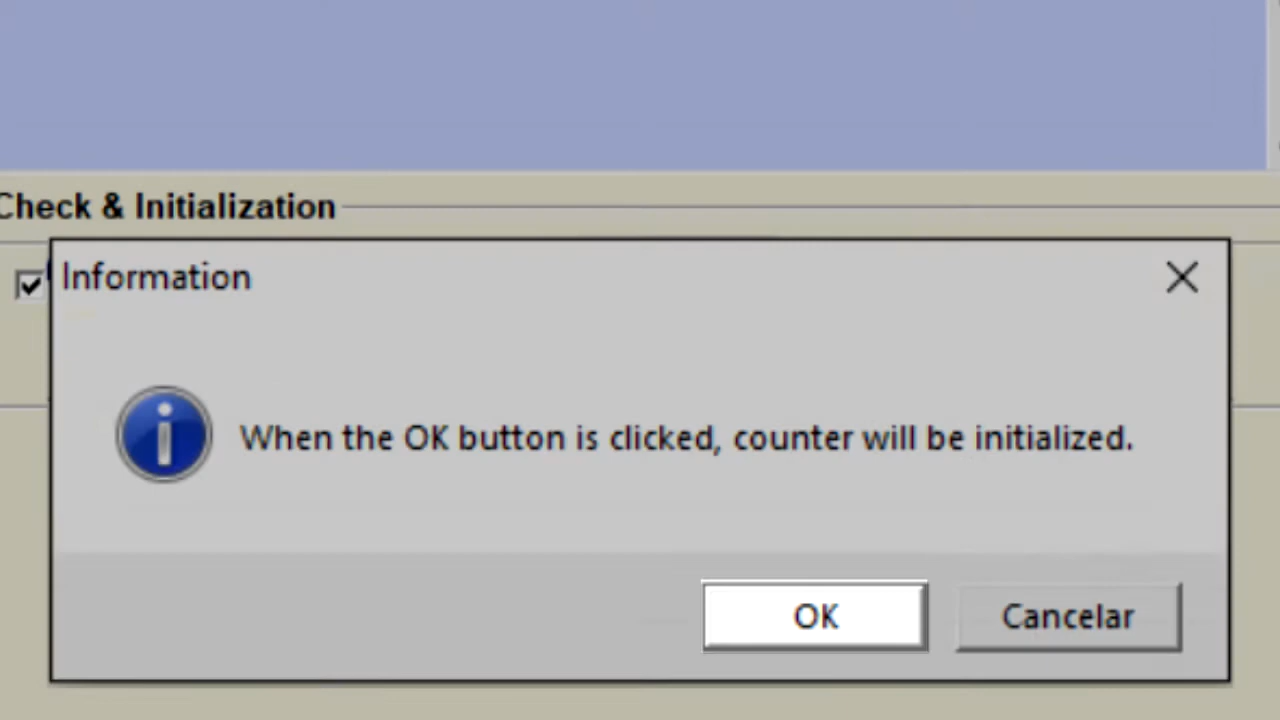 Check & Initialization
Information
When the OK button is clicked, counter will be initialized.
OK
Cancelar